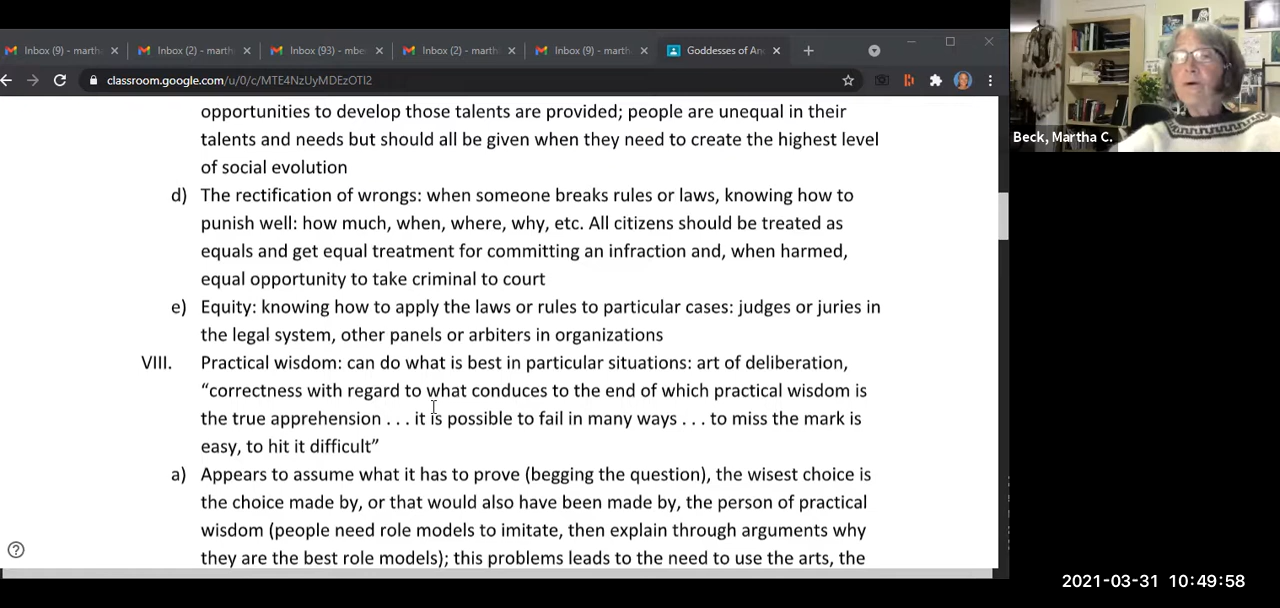 Inbox (9) - marth
Inbox (2) - marth
Inbox (93) - mbe
Inbox (2) - marth
Inbox (9) - marth
Goddesses of Anc
classroom.google.com/u/0/c/MTE4NzUyMDEzOTI2
Beck, Martha C.
opportunities to develop those talents are provided; people are unequal in their
talents and needs but should all be given when they need to create the highest level
of social evolution
d) The rectification of wrongs: when someone breaks rules or laws, knowing how to
punish well: how much, when, where, why, etc. All citizens should be treated as
equals and get equal treatment for committing an infraction and, when harmed,
equal opportunity to take criminal to court
e) Equity: knowing how to apply the laws or rules to particular cases: judges or juries in
the legal system, other panels or arbiters in organizations
VIII. Practical wisdom: can do what is best in particular situations: art of deliberation,
“correctness with regard to what conduces to the end of which practical wisdom is
the true apprehension . . . it is possible to fail in many ways . . . to miss the mark is
easy, to hit it difficult”
a) Appears to assume what it has to prove (begging the question), the wisest choice is
the choice made by, or that would also have been made by, the person of practical
wisdom (people need role models to imitate, then explain through arguments why
they are the best role models); this problems leads to the need to use the arts, the
2021-03-31 10:49:58